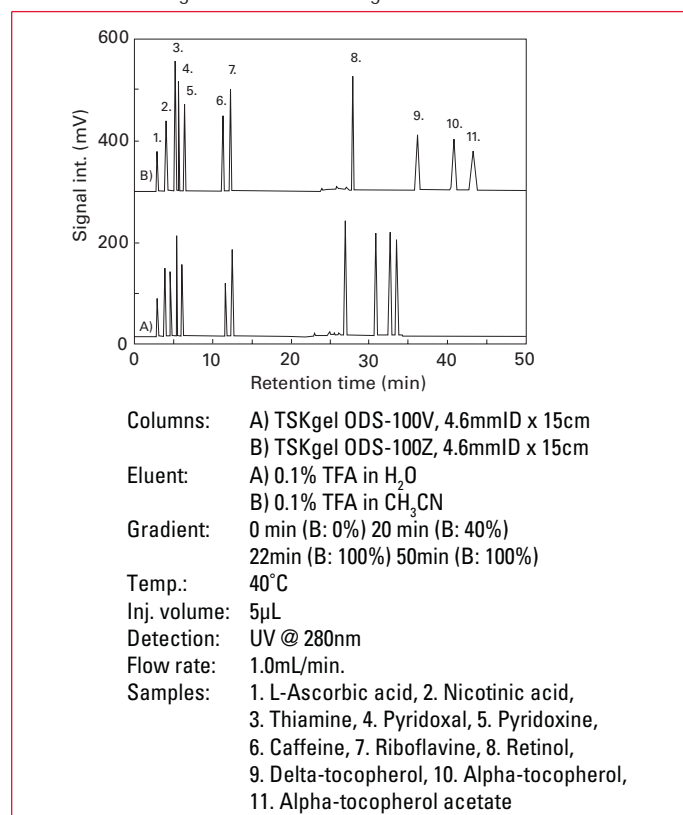 600
400
200
0
Signal int. (mV)
1.
2.
3.
4.
5.
6.
7.
8.
9.
10.
11.
B)
A)
0 10 20 30 40 50
Retention time (min)
Columns: A) TSKgel ODS-100V, 4.6mmID x 15cm
B) TSKgel ODS-100Z, 4.6mmID x 15cm
Eluent: A) 0.1% TFA in H₂O
B) 0.1% TFA in CH₃CN
Gradient: 0 min (B: 0%) 20 min (B: 40%)
22min (B: 100%) 50min (B: 100%)
Temp.: 40˚C
Inj. volume: 5µL
Detection: UV @ 280nm
Flow rate: 1.0mL/min.
Samples: 1. L-Ascorbic acid, 2. Nicotinic acid,
3. Thiamine, 4. Pyridoxal, 5. Pyridoxine,
6. Caffeine, 7. Riboflavine, 8. Retinol,
9. Delta-tocopherol, 10. Alpha-tocopherol,
11. Alpha-tocopherol acetate